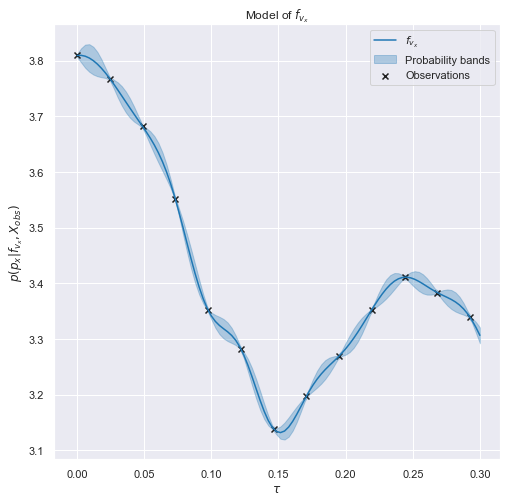 Model of f_{v_x}
f_{v_x}
Probability bands
Observations
p(p_x|f_{v_x}, X_{obs})
3.8
3.7
3.6
3.5
3.4
3.3
3.2
3.1
0.00 0.05 0.10 0.15 0.20 0.25 0.30
τ